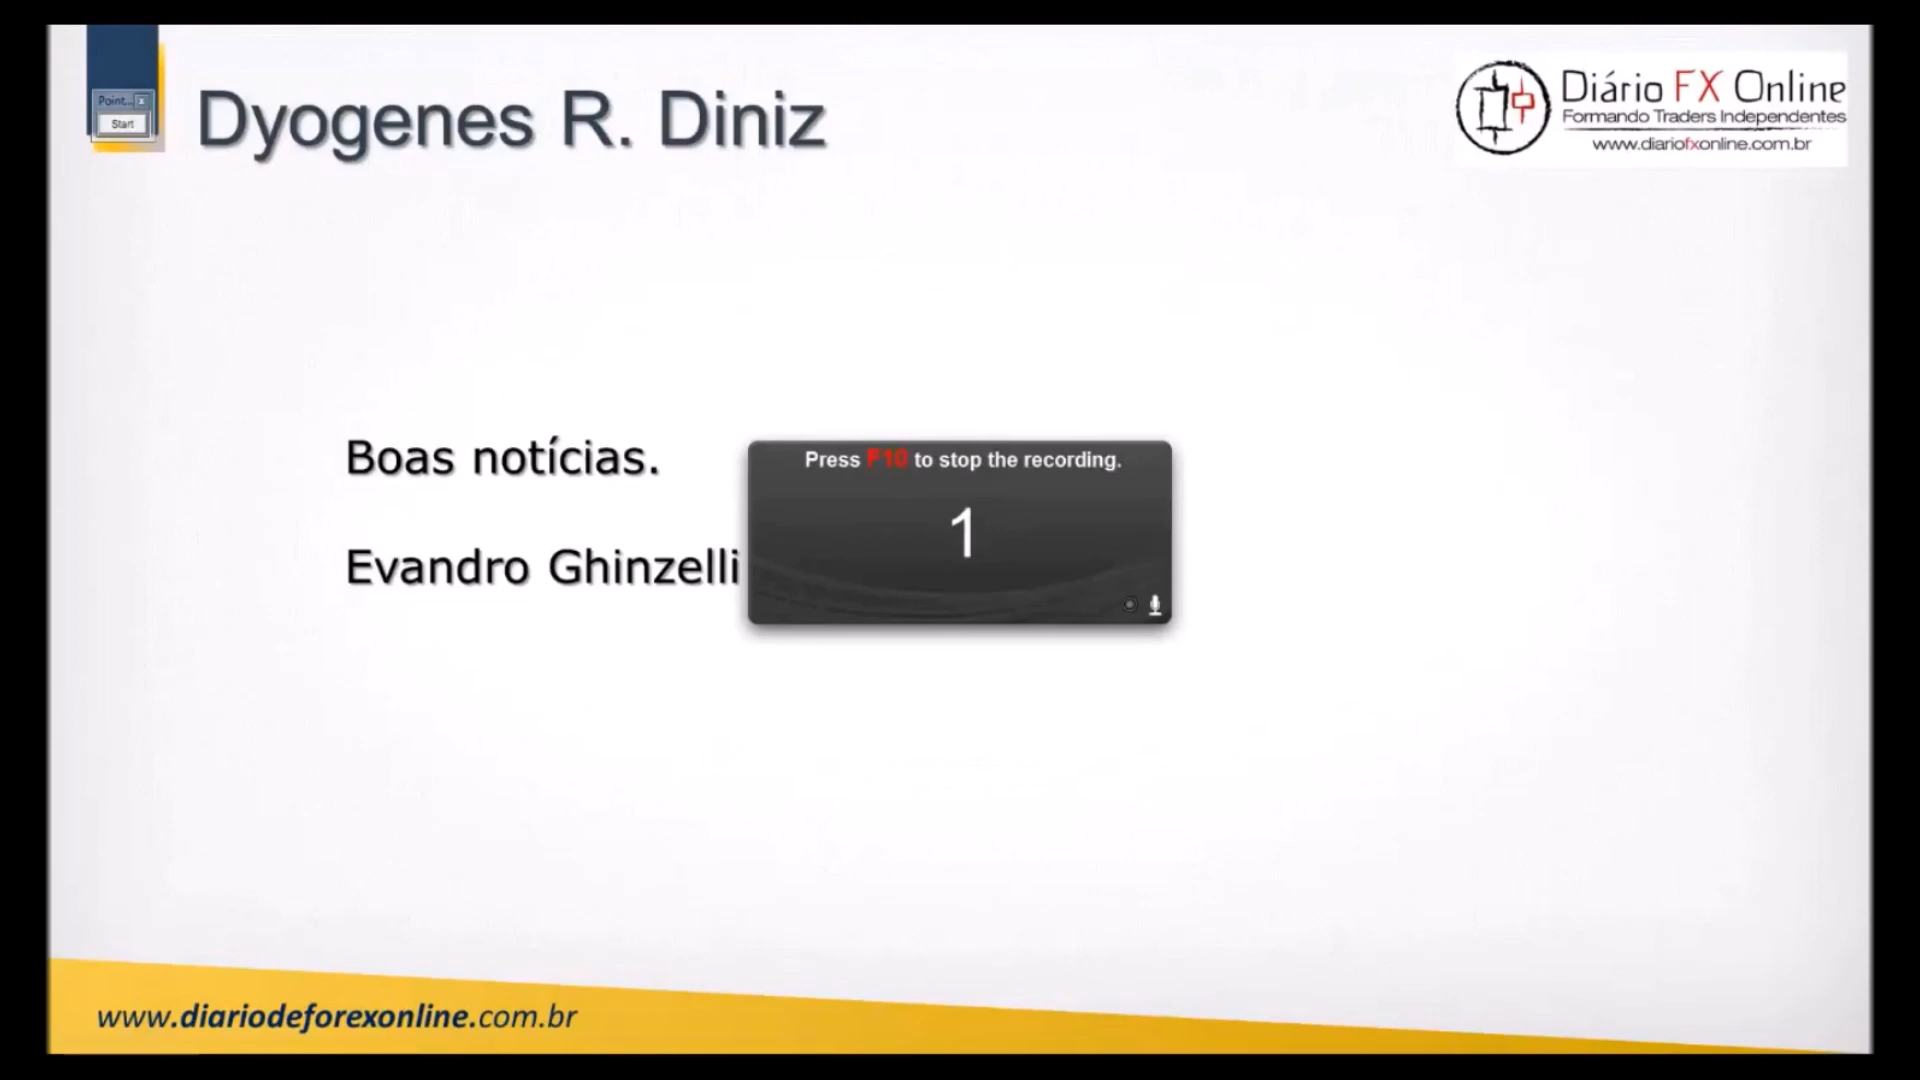 Point...
x
Start
Dyogenes R. Diniz
Diário FX Online
Formando Traders Independentes
www.diariofxonline.com.br
Boas notícias.
Press F10 to stop the recording.
1
Evandro Ghinzelli
www.diariodeforexonline.com.br